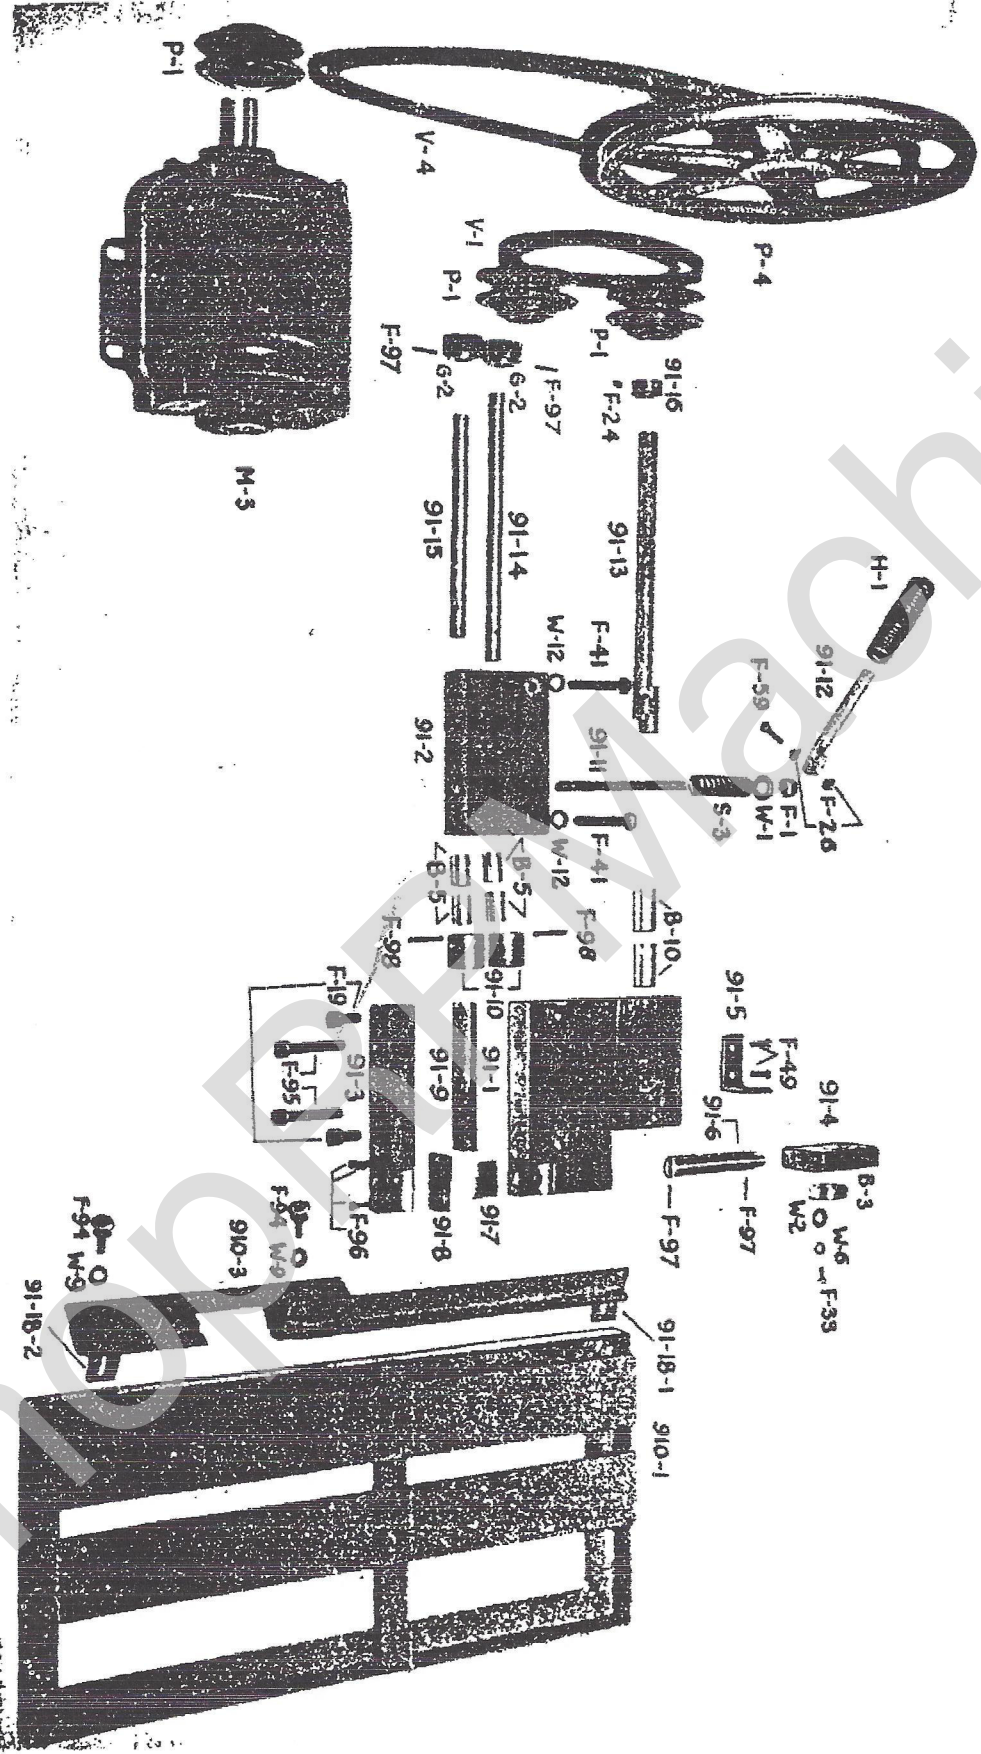 P-1
V-4
P-4
V-1
P-1
P-1
F-97
G-2
G-2
F-97
F-24
91-16
M-3
91-15
91-14
91-13
H-1
91-12
F-59
F-26
F-1
W-1
S-3
W-12
F-41
91-11
91-2
W-12
F-41
B-5
B-5
F-98
F-98
B-10
91-10
F-19
F-95
91-3
91-9
91-1
91-5
F-49
91-4
91-6
B-3
W-2
W-6
F-33
F-97
F-97
91-7
91-8
F-96
F-94
W-9
910-3
F-94
W-9
91-18-2
91-18-1
910-1
hopRPMachi